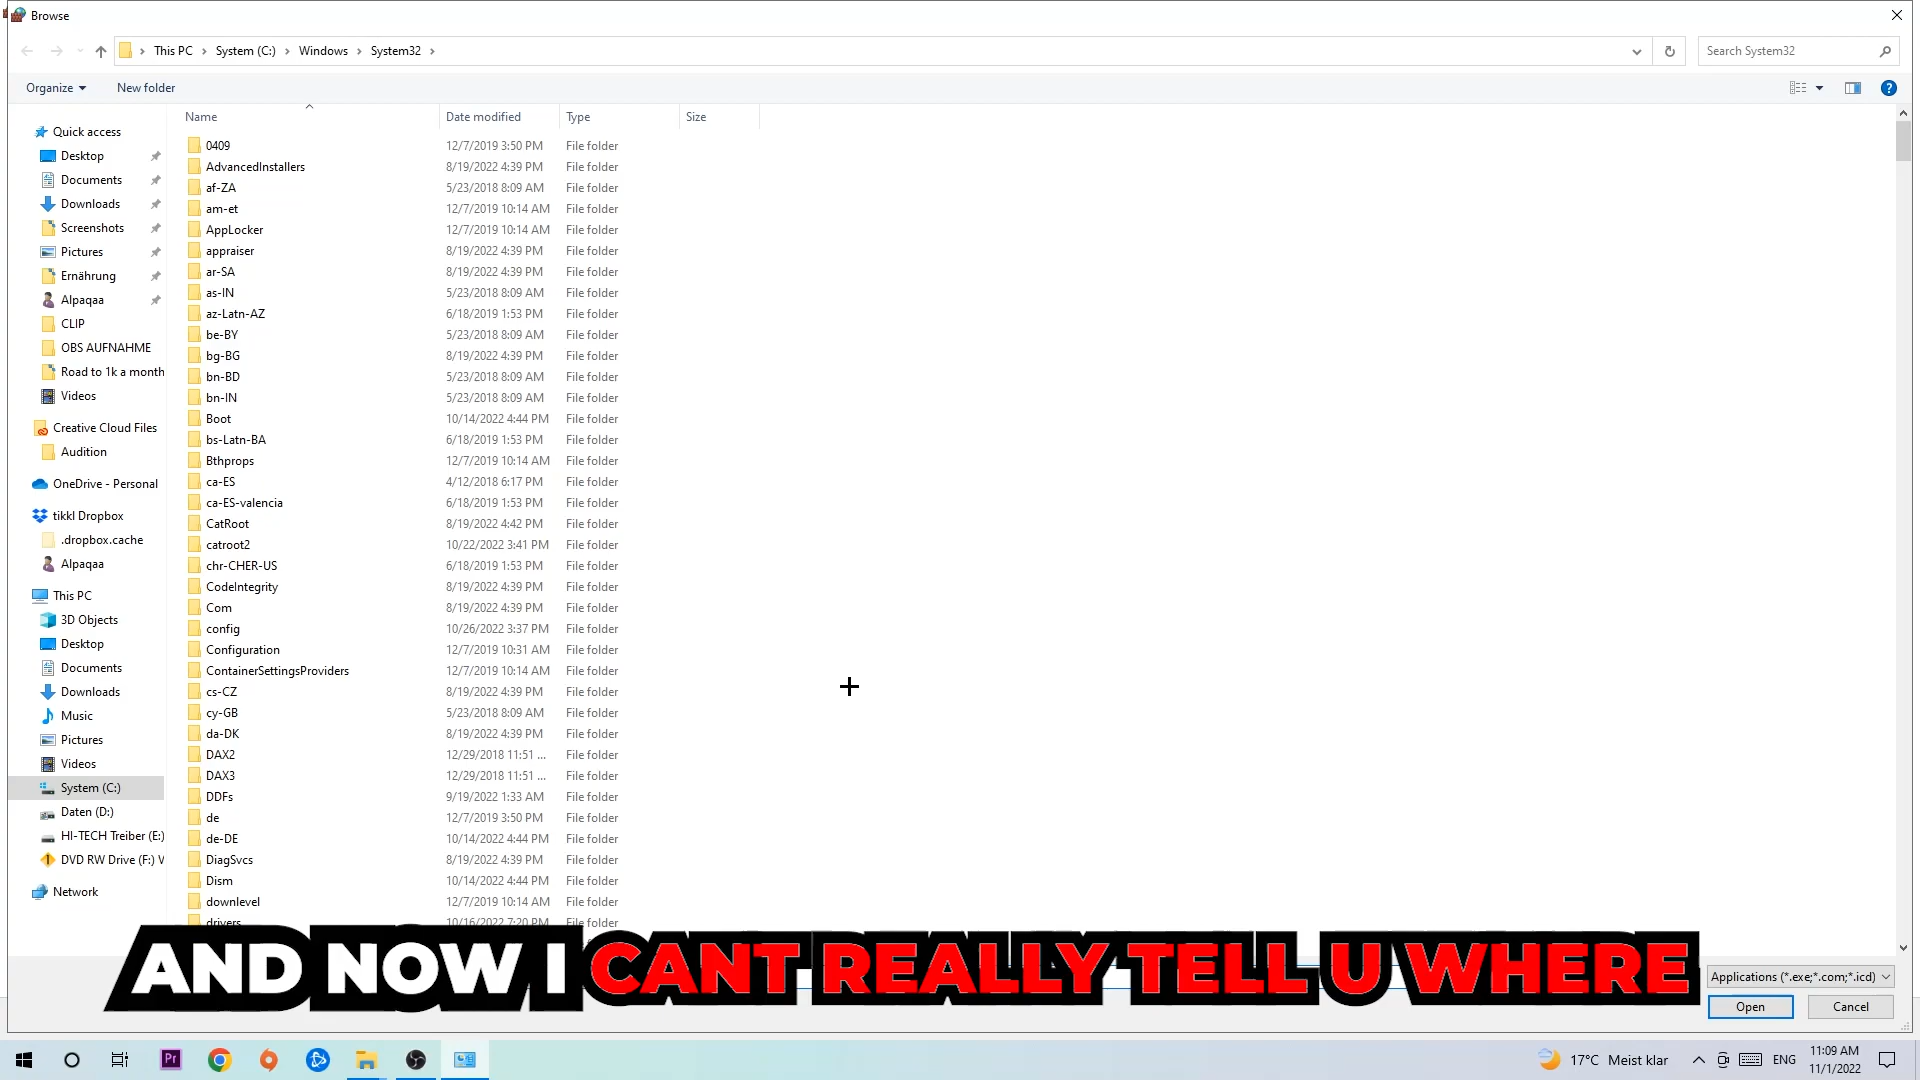 Browse
This PC
System (C:)
Windows
System32
Search System32
Organize
New folder
Name
Date modified
Type
Size
Quick access
Desktop
Documents
Downloads
Screenshots
Pictures
Ernährung
Alpaqaa
CLIP
OBS AUFNAHME
Road to 1k a month
Videos
Creative Cloud Files
Audition
OneDrive - Personal
tikkl Dropbox
.dropbox.cache
Alpaqaa
This PC
3D Objects
Desktop
Documents
Downloads
Music
Pictures
Videos
System (C:)
Daten (D:)
HI-TECH Treiber (E:)
DVD RW Drive (F:) V
Network
0409 12/7/2019 3:50 PM File folder
AdvancedInstallers 8/19/2022 4:39 PM File folder
af-ZA 5/23/2018 8:09 AM File folder
am-et 12/7/2019 10:14 AM File folder
AppLocker 12/7/2019 10:14 AM File folder
appraiser 8/19/2022 4:39 PM File folder
ar-SA 8/19/2022 4:39 PM File folder
as-IN 5/23/2018 8:09 AM File folder
az-Latn-AZ 6/18/2019 1:53 PM File folder
be-BY 5/23/2018 8:09 AM File folder
bg-BG 8/19/2022 4:39 PM File folder
bn-BD 5/23/2018 8:09 AM File folder
bn-IN 5/23/2018 8:09 AM File folder
Boot 10/14/2022 4:44 PM File folder
bs-Latn-BA 6/18/2019 1:53 PM File folder
Bthprops 12/7/2019 10:14 AM File folder
ca-ES 4/12/2018 6:17 PM File folder
ca-ES-valencia 6/18/2019 1:53 PM File folder
CatRoot 8/19/2022 4:42 PM File folder
catroot2 10/22/2022 3:41 PM File folder
chr-CHER-US 6/18/2019 1:53 PM File folder
CodeIntegrity 8/19/2022 4:39 PM File folder
Com 8/19/2022 4:39 PM File folder
config 10/26/2022 3:37 PM File folder
Configuration 12/7/2019 10:31 AM File folder
ContainerSettingsProviders 12/7/2019 10:14 AM File folder
cs-CZ 8/19/2022 4:39 PM File folder
cy-GB 5/23/2018 8:09 AM File folder
da-DK 8/19/2022 4:39 PM File folder
DAX2 12/29/2018 11:51 ... File folder
DAX3 12/29/2018 11:51 ... File folder
DDFs 9/19/2022 1:33 AM File folder
de 12/7/2019 3:50 PM File folder
de-DE 10/14/2022 4:44 PM File folder
DiagSvcs 8/19/2022 4:39 PM File folder
Dism 10/14/2022 4:44 PM File folder
downlevel 12/7/2019 10:14 AM File folder
drivers 10/16/2022 7:20 PM File folder
AND NOW I CANT REALLY TELL U WHERE
Applications (*.exe;*.com;*.icd)
Open
Cancel
Pr
17°C Meist klar
ENG
11:09 AM
11/1/2022